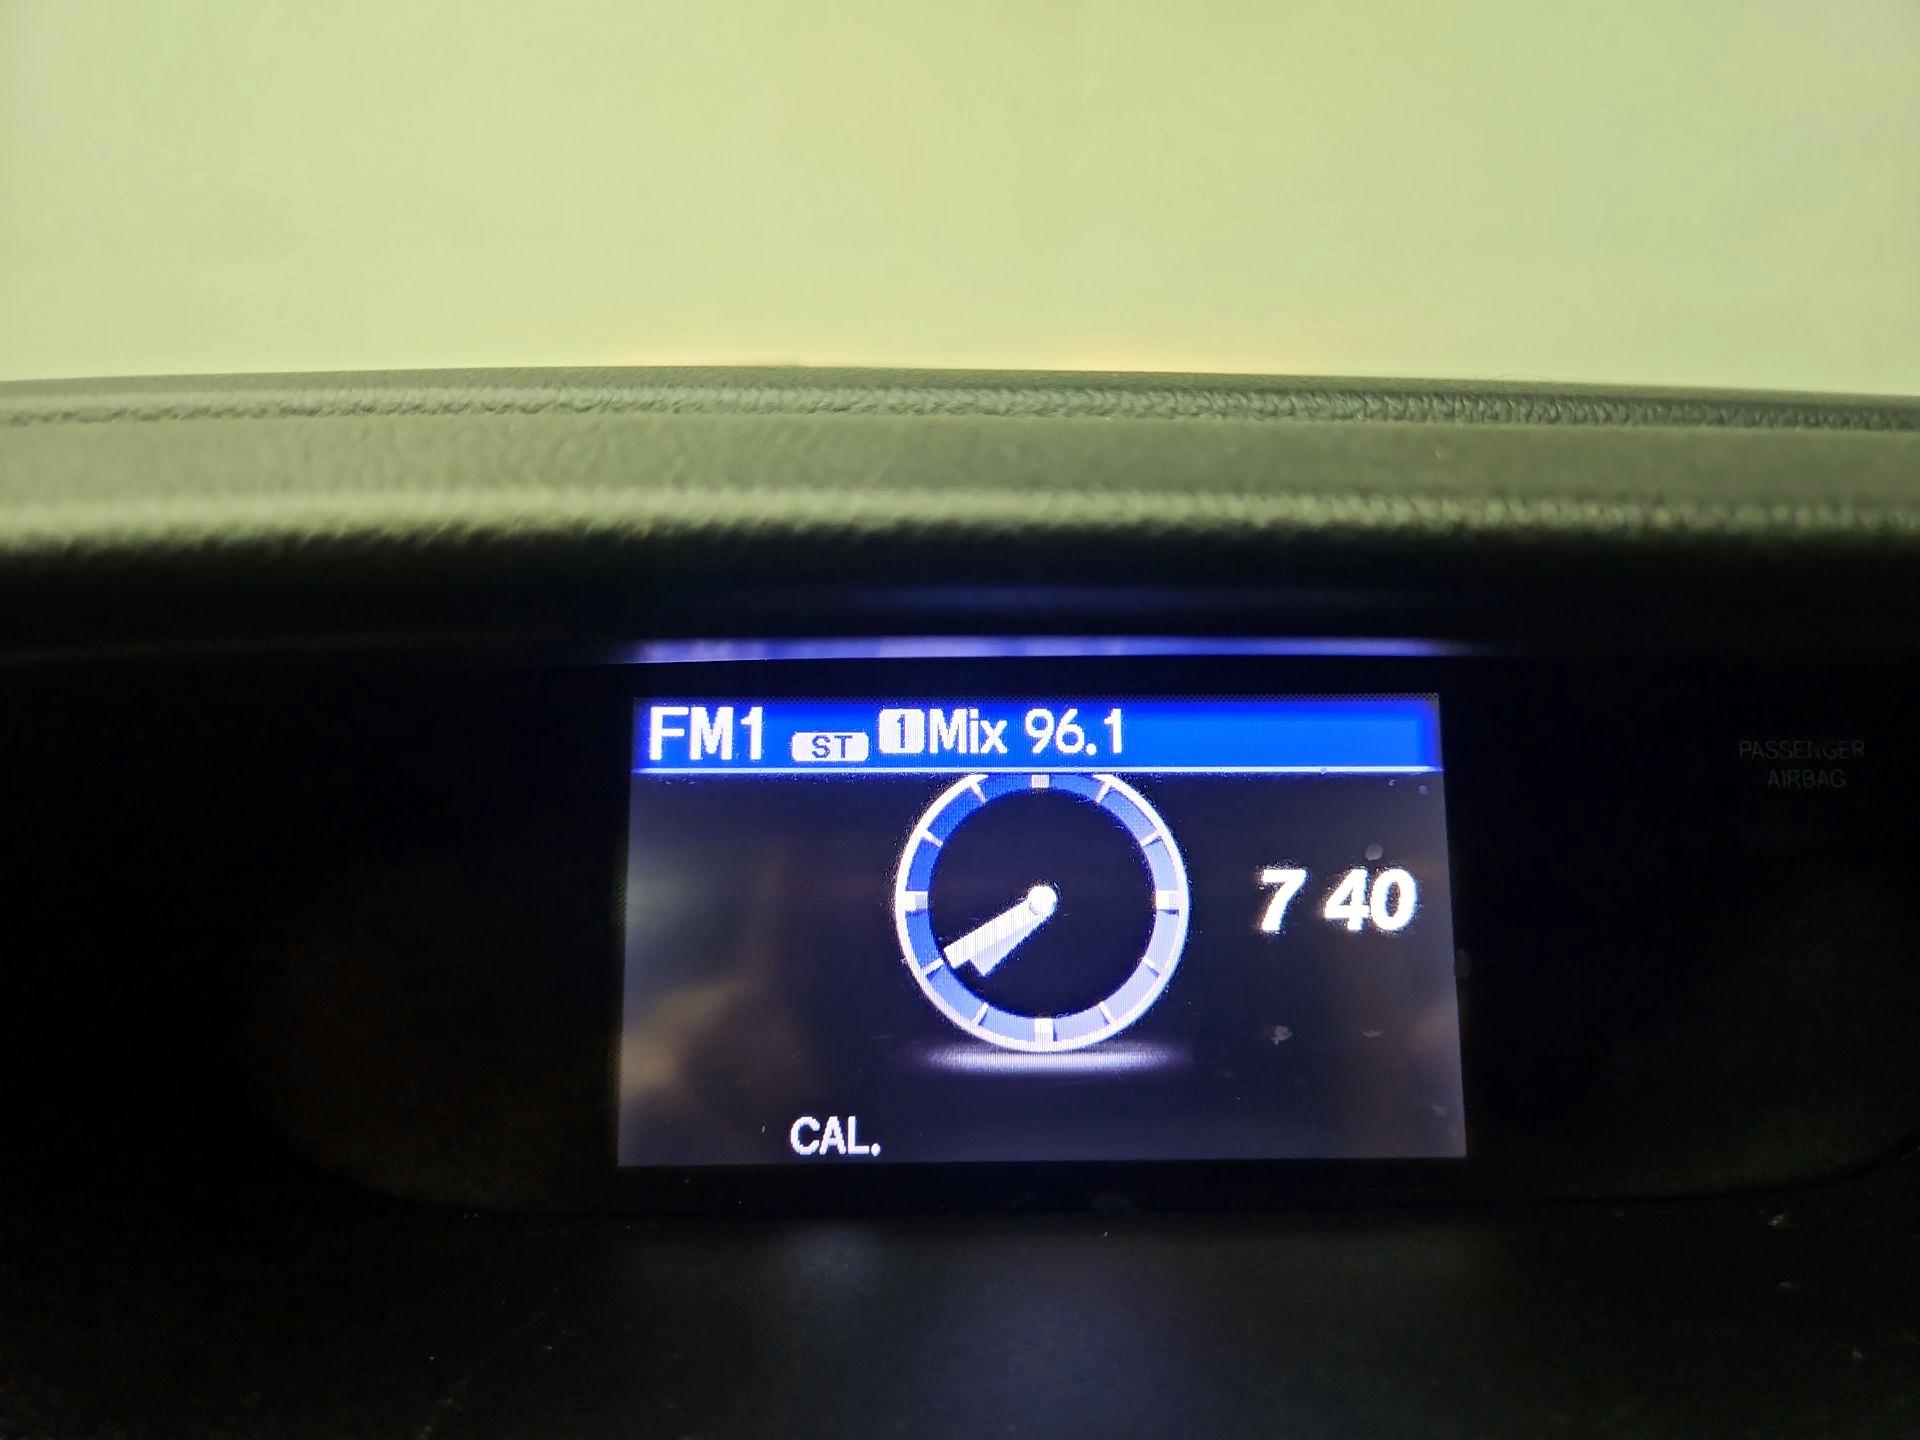 FM1 ST 1 Mix 96.1
PASSENGER
AIRBAG
7 40
CAL.